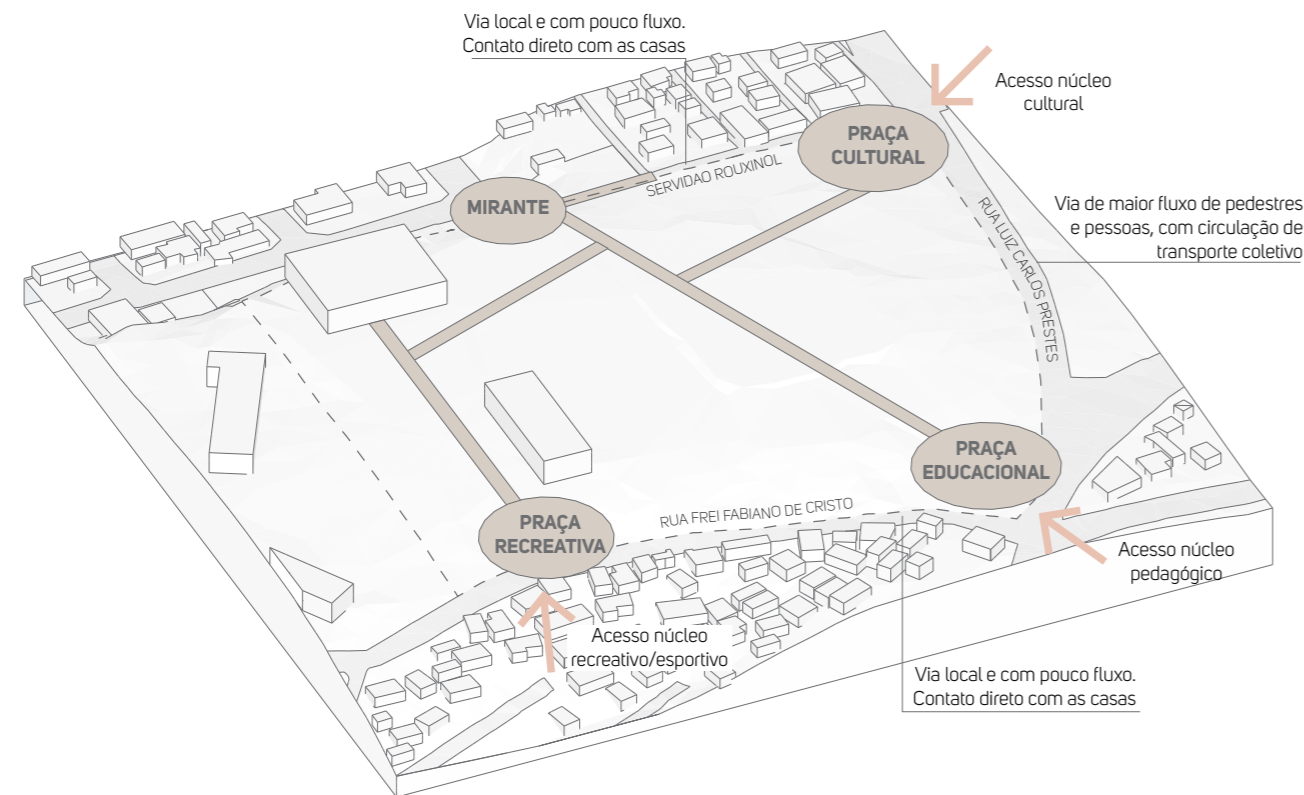 Via local e com pouco fluxo.
Contato direto com as casas
Acesso núcleo
cultural
PRAÇA
CULTURAL
SERVIDAO ROUXINOL
MIRANTE
Via de maior fluxo de pedestres
e pessoas, com circulação de
transporte coletivo
RUA LUIZ CARLOS PRESTES
PRAÇA
EDUCACIONAL
RUA FREI FABIANO DE CRISTO
PRAÇA
RECREATIVA
Acesso núcleo
pedagógico
Acesso núcleo
recreativo/esportivo
Via local e com pouco fluxo.
Contato direto com as casas